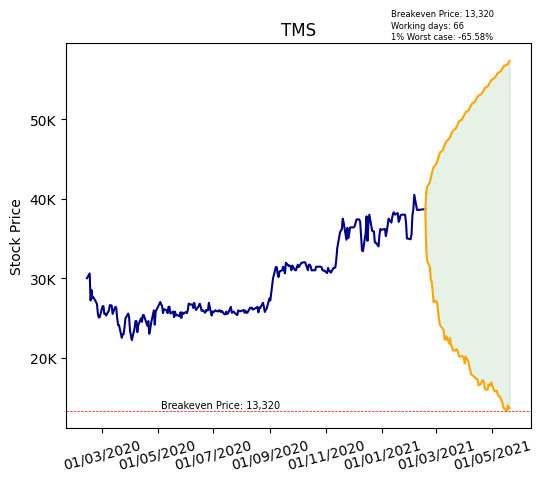 Breakeven Price: 13,320
Working days: 66
1% Worst case: -65.58%
TMS
Stock Price
50K
40K
30K
20K
Breakeven Price: 13,320
01/03/2020 01/05/2020 01/07/2020 01/09/2020 01/11/2020 01/01/2021 01/03/2021 01/05/2021